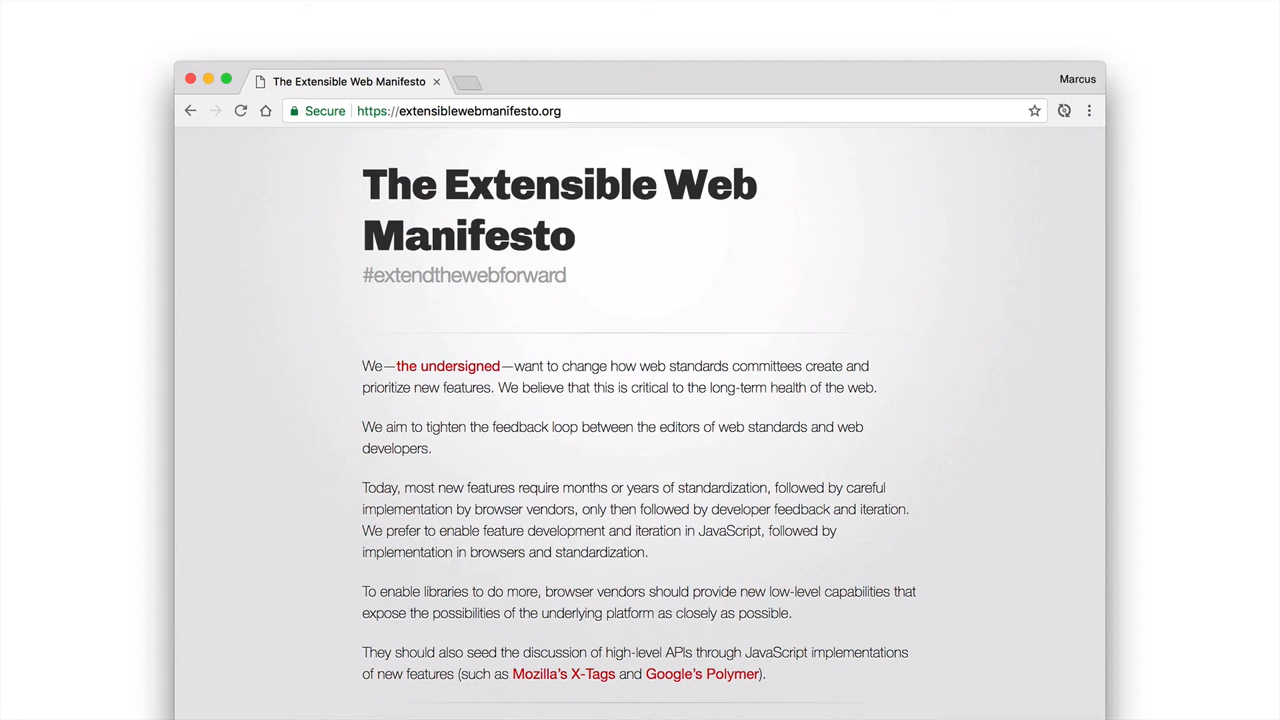 The Extensible Web Manifesto
Marcus
Secure https://extensiblewebmanifesto.org
The Extensible Web
Manifesto
#extendthewebforward
We—the undersigned—want to change how web standards committees create and
prioritize new features. We believe that this is critical to the long-term health of the web.
We aim to tighten the feedback loop between the editors of web standards and web
developers.
Today, most new features require months or years of standardization, followed by careful
implementation by browser vendors, only then followed by developer feedback and iteration.
We prefer to enable feature development and iteration in JavaScript, followed by
implementation in browsers and standardization.
To enable libraries to do more, browser vendors should provide new low-level capabilities that
expose the possibilities of the underlying platform as closely as possible.
They should also seed the discussion of high-level APIs through JavaScript implementations
of new features (such as Mozilla's X-Tags and Google's Polymer).